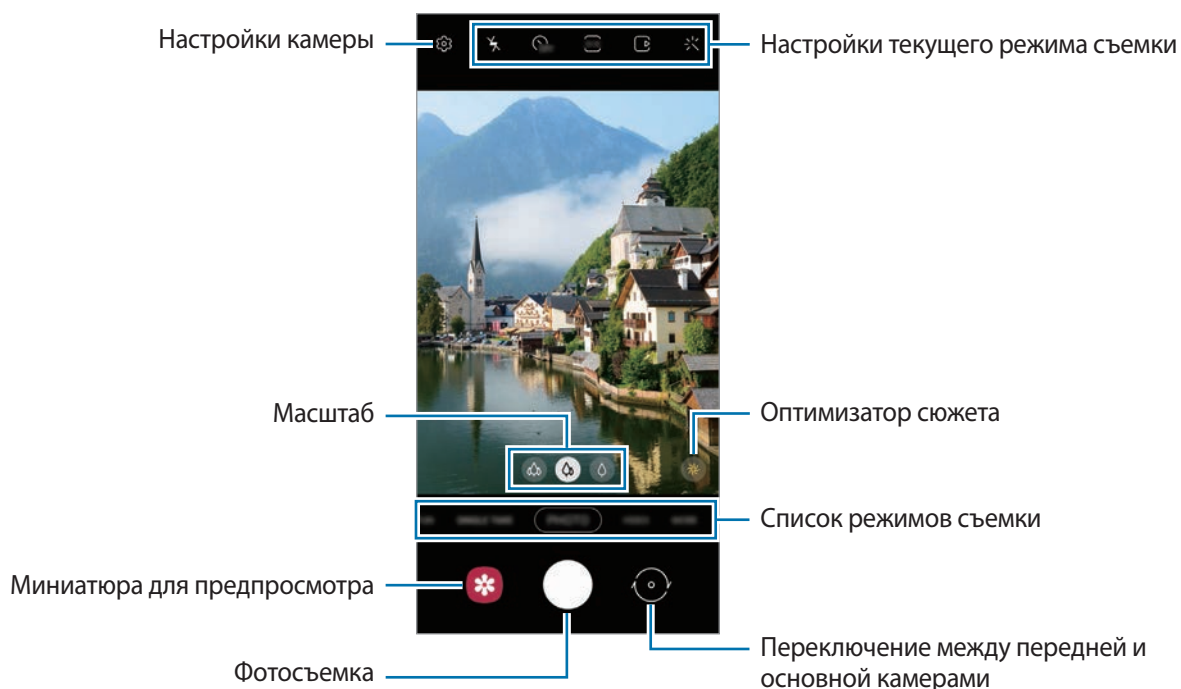 Настройки камеры
Настройки текущего режима съемки
Масштаб
Оптимизатор сюжета
PHOTO
Список режимов съемки
Миниатюра для предпросмотра
Фотосъемка
Переключение между передней и
основной камерами